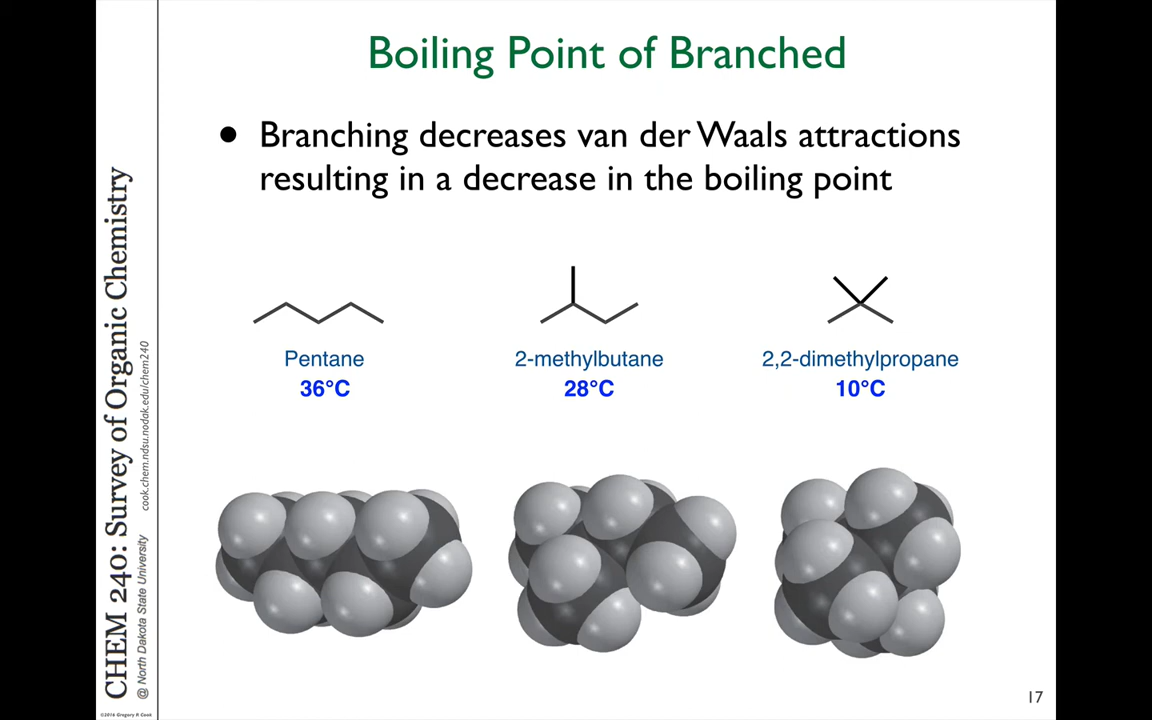 Boiling Point of Branched
● Branching decreases van der Waals attractions
resulting in a decrease in the boiling point
Pentane
36°C
2-methylbutane
28°C
2,2-dimethylpropane
10°C
CHEM 240: Survey of Organic Chemistry
@ North Dakota State University cook.chem.ndsu.nodak.edu/chem240
©2016 Gregory R Cook
17